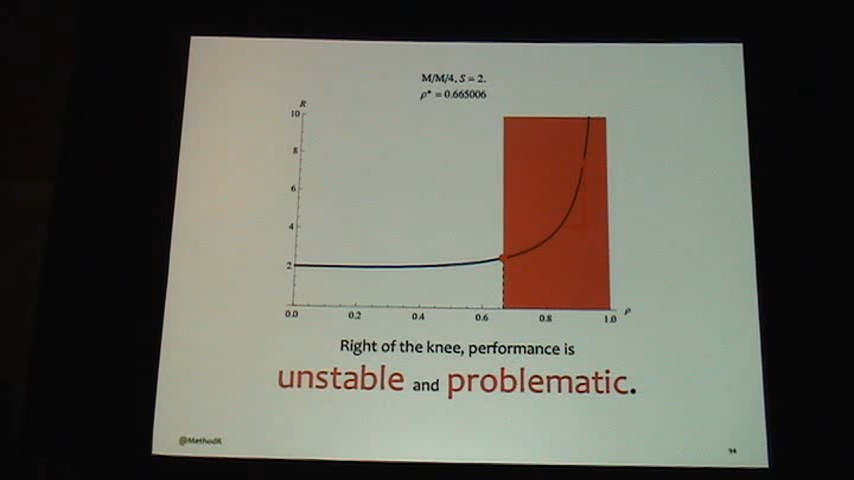 M/M/4, S = 2.
ρ* = 0.665006
R
10
8
6
4
2
0.0 0.2 0.4 0.6 0.8 1.0 ρ
Right of the knee, performance is
unstable and problematic.
@MethodR
94